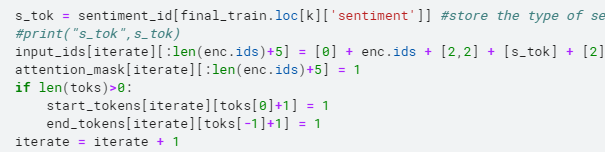 s_tok = sentiment_id[final_train.loc[k]['sentiment']] #store the type of se
#print("s_tok",s_tok)
input_ids[iterate][:len(enc.ids)+5] = [0] + enc.ids + [2,2] + [s_tok] + [2]
attention_mask[iterate][:len(enc.ids)+5] = 1
if len(toks)>0:
    start_tokens[iterate][toks[0]+1] = 1
    end_tokens[iterate][toks[-1]+1] = 1
iterate = iterate + 1